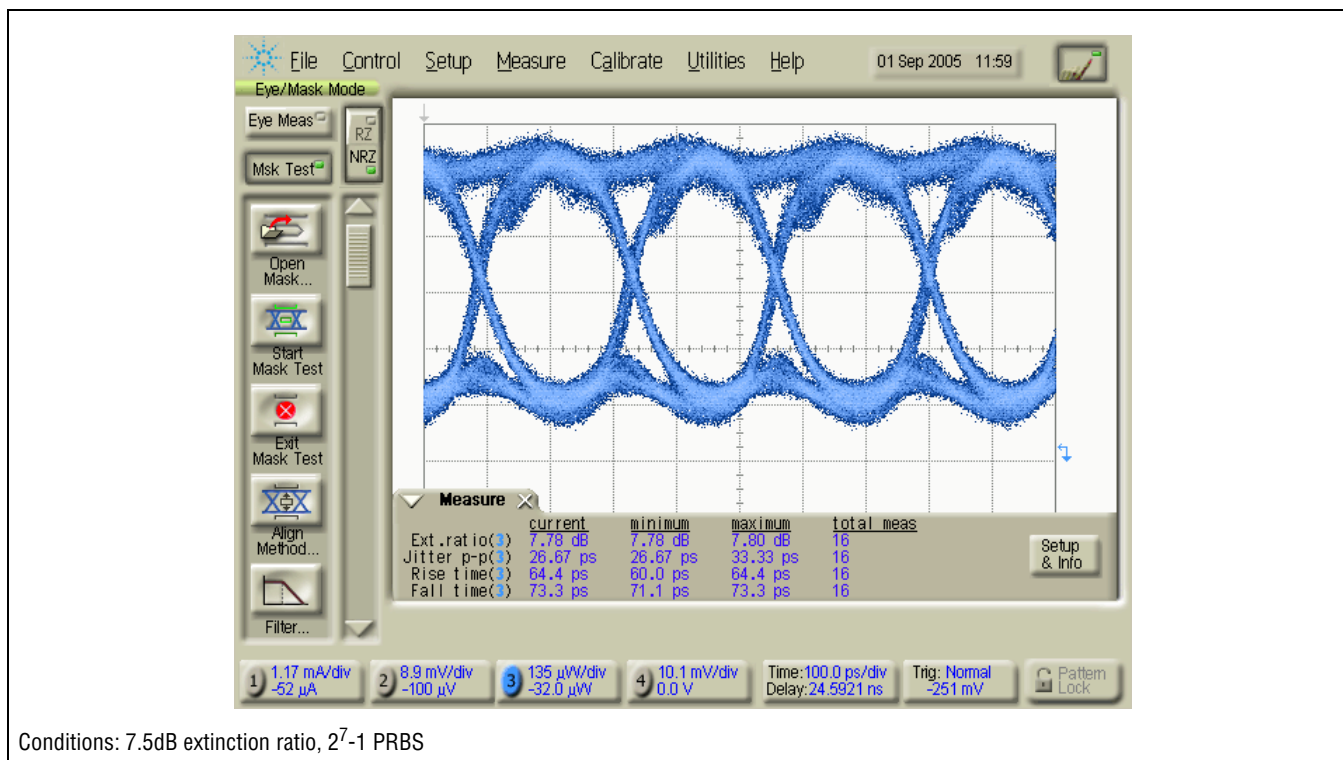 File Control Setup Measure Calibrate Utilities Help 01 Sep 2005 11:59
Eye/Mask Mode
Eye Meas
RZ
NRZ
Msk Test
Open
Mask...
Start
Mask Test
Exit
Mask Test
Align
Method...
Filter...
Measure
current minimum maximum total meas
Ext.ratio(3) 7.78 dB 7.78 dB 7.80 dB 16
Jitter p-p(3) 26.67 ps 26.67 ps 33.33 ps 16
Rise time(3) 64.4 ps 60.0 ps 64.4 ps 16
Fall time(3) 73.3 ps 71.1 ps 73.3 ps 16
Setup
& Info
1) 1.17 mA/div
-52 µA
2) 8.9 mV/div
-100 µV
3) 135 µW/div
-32.0 µW
4) 10.1 mV/div
0.0 V
Time:100.0 ps/div
Delay:24.5921 ns
Trig: Normal
-251 mV
Pattern
Lock
Conditions: 7.5dB extinction ratio, 2⁷-1 PRBS